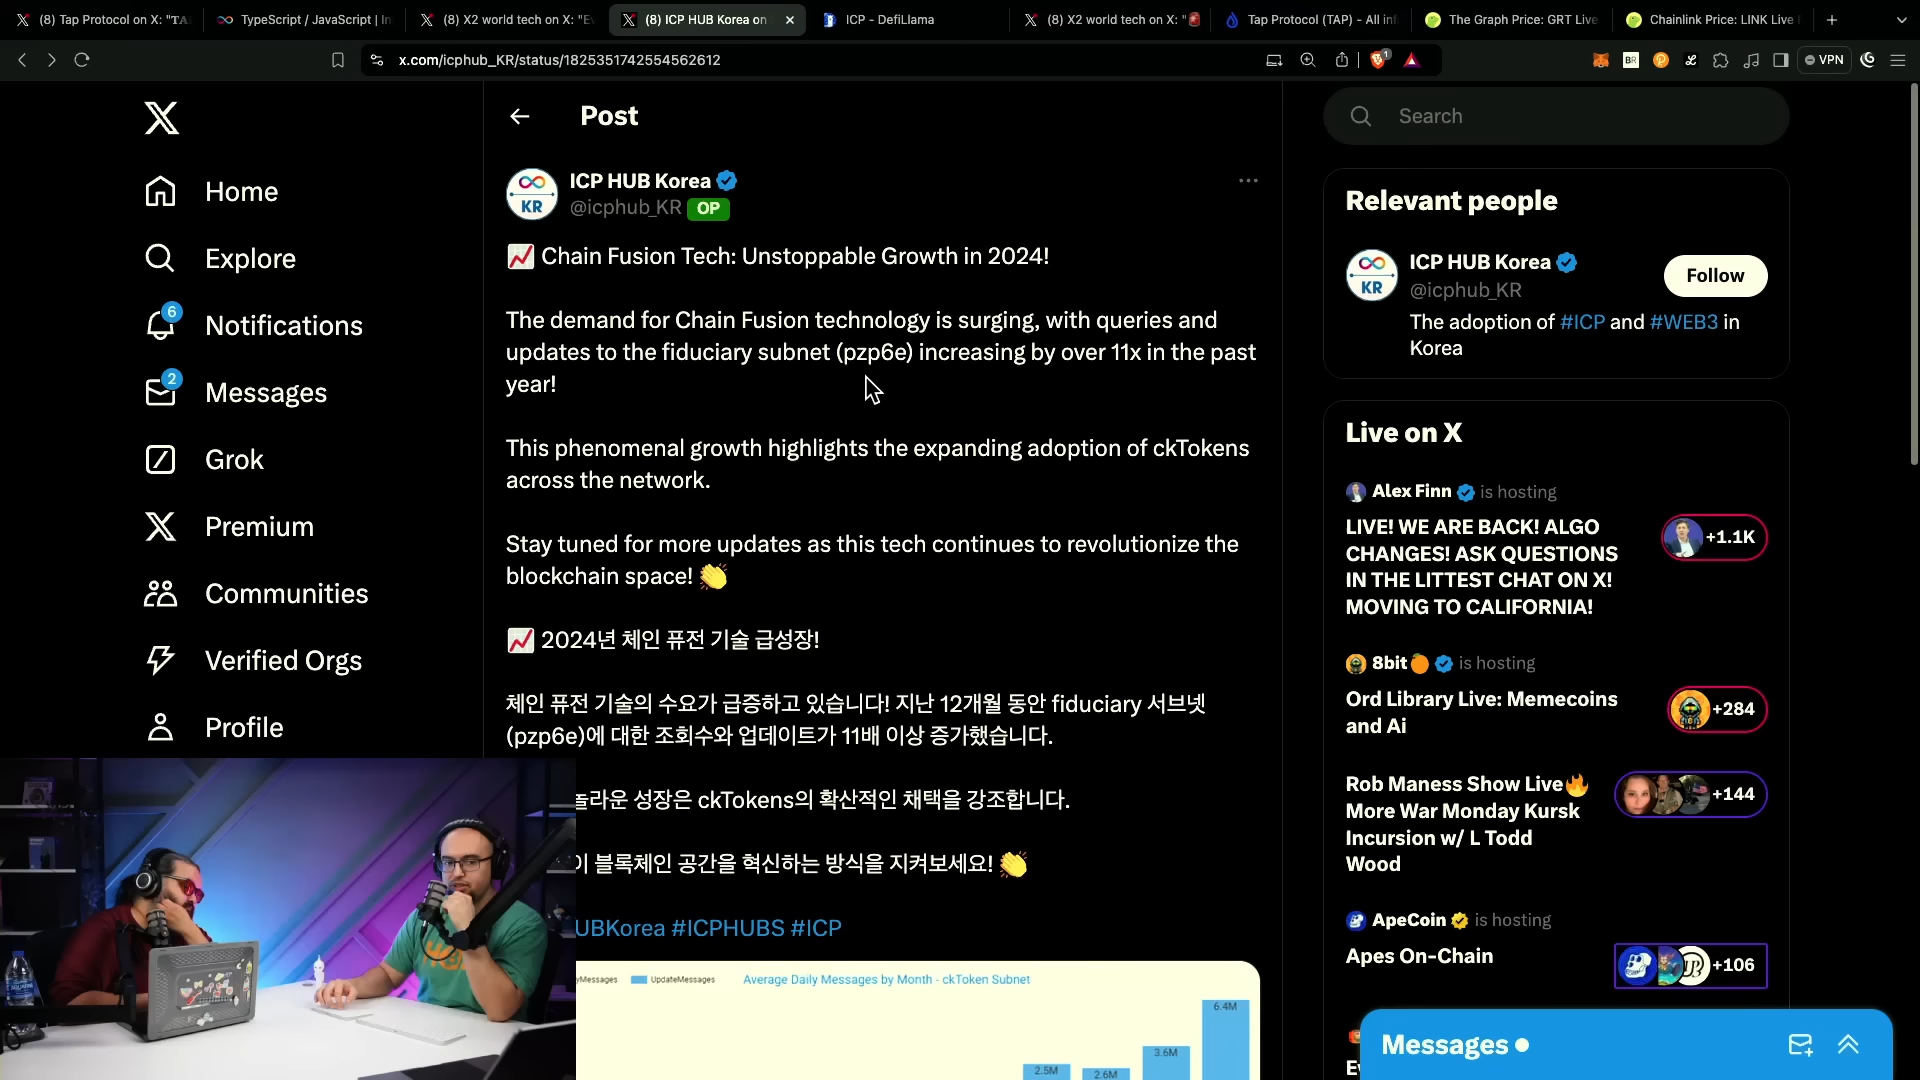 (8) Tap Protocol on X: "TA
TypeScript / JavaScript | In
(8) X2 world tech on X: "Ev
(8) ICP HUB Korea on
ICP - DefiLlama
(8) X2 world tech on X: "🚨
Tap Protocol (TAP) - All inf
The Graph Price: GRT Live
Chainlink Price: LINK Live
x.com/icphub_KR/status/1825351742554562612
1
BR
VPN
Home
Explore
6
Notifications
2
Messages
Grok
Premium
Communities
Verified Orgs
Profile
Post
KR
ICP HUB Korea
@icphub_KR OP
📈 Chain Fusion Tech: Unstoppable Growth in 2024!
The demand for Chain Fusion technology is surging, with queries and
updates to the fiduciary subnet (pzp6e) increasing by over 11x in the past
year!
This phenomenal growth highlights the expanding adoption of ckTokens
across the network.
Stay tuned for more updates as this tech continues to revolutionize the
blockchain space! 👏
📈 2024년 체인 퓨전 기술 급성장!
체인 퓨전 기술의 수요가 급증하고 있습니다! 지난 12개월 동안 fiduciary 서브넷
(pzp6e)에 대한 조회수와 업데이트가 11배 이상 증가했습니다.
놀라운 성장은 ckTokens의 확산적인 채택을 강조합니다.
이 블록체인 공간을 혁신하는 방식을 지켜보세요! 👏
UBKorea #ICPHUBS #ICP
yMessages UpdateMessages Average Daily Messages by Month - ckToken Subnet
6.4M
3.6M
2.5M
2.6M
Search
Relevant people
KR
ICP HUB Korea
Follow
@icphub_KR
The adoption of #ICP and #WEB3 in
Korea
Live on X
Alex Finn is hosting
LIVE! WE ARE BACK! ALGO
CHANGES! ASK QUESTIONS
IN THE LITTEST CHAT ON X!
MOVING TO CALIFORNIA!
+1.1K
8bit🍊 is hosting
Ord Library Live: Memecoins
and Ai
+284
Rob Maness Show Live🔥
More War Monday Kursk
Incursion w/ L Todd
Wood
+144
ApeCoin is hosting
Apes On-Chain
+106
Messages